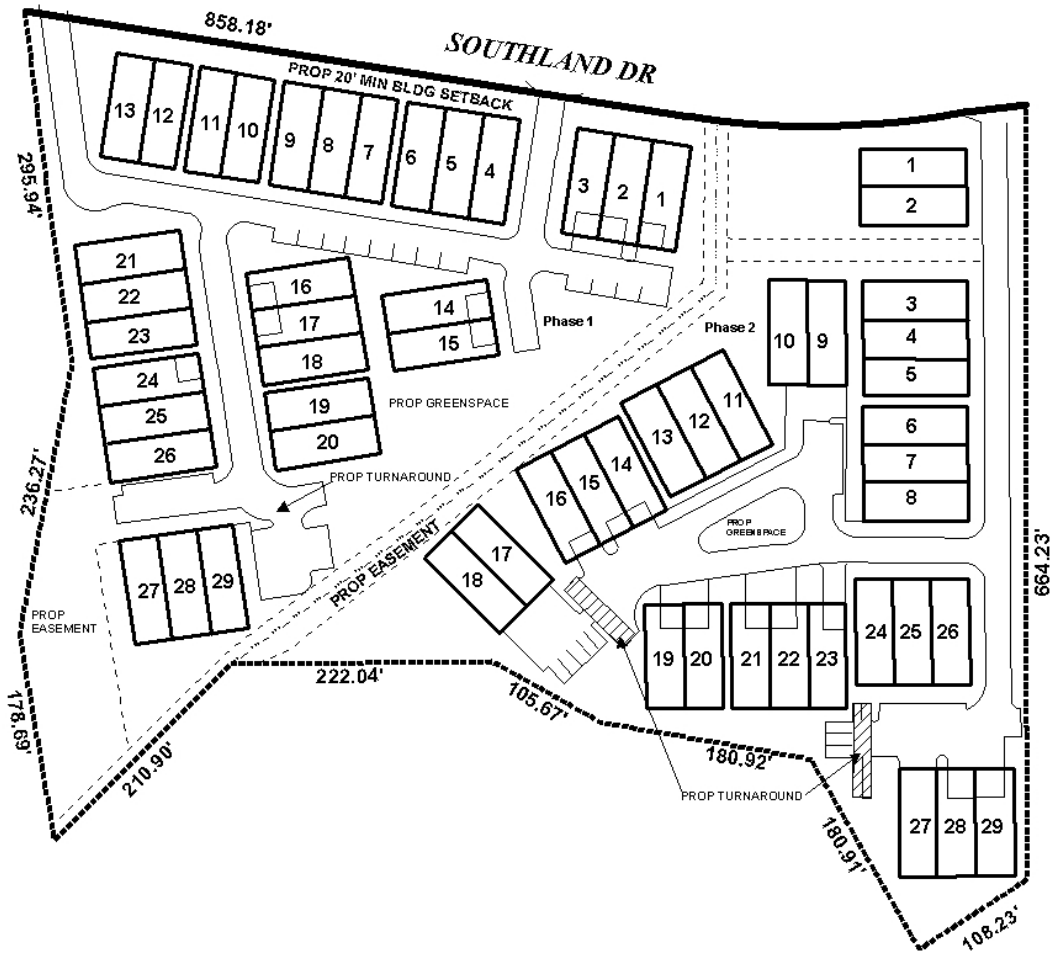 858.18'
SOUTHLAND DR
PROP 20' MIN BLDG SETBACK
13 12 11 10 9 8 7 6 5 4 3 2 1
1
2
295.94'
21
22
23
24
25
26
16
17
18
19
20
14
15
Phase 1
Phase 2
10 9
3
4
5
6
7
8
PROP GREENSPACE
13 12 11
16 15 14
PROP TURNAROUND
236.27'
PROP
GREENSPACE
PROP EASEMENT
18 17
27 28 29
PROP
EASEMENT
664.23'
19 20 21 22 23 24 25 26
222.04'
105.67'
178.69'
210.90'
180.92'
PROP TURNAROUND
180.91'
27 28 29
108.23'